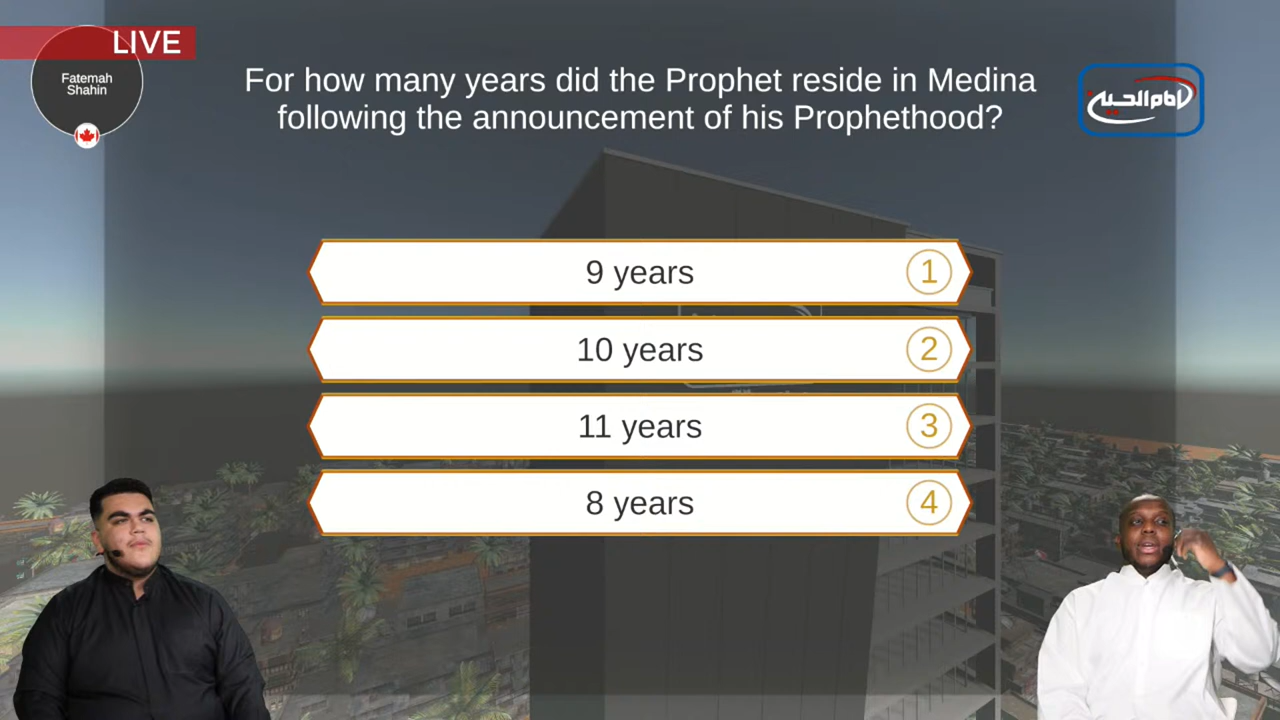 LIVE
Fatemah
Shahin
For how many years did the Prophet reside in Medina
following the announcement of his Prophethood?
9 years 1
10 years 2
11 years 3
8 years 4